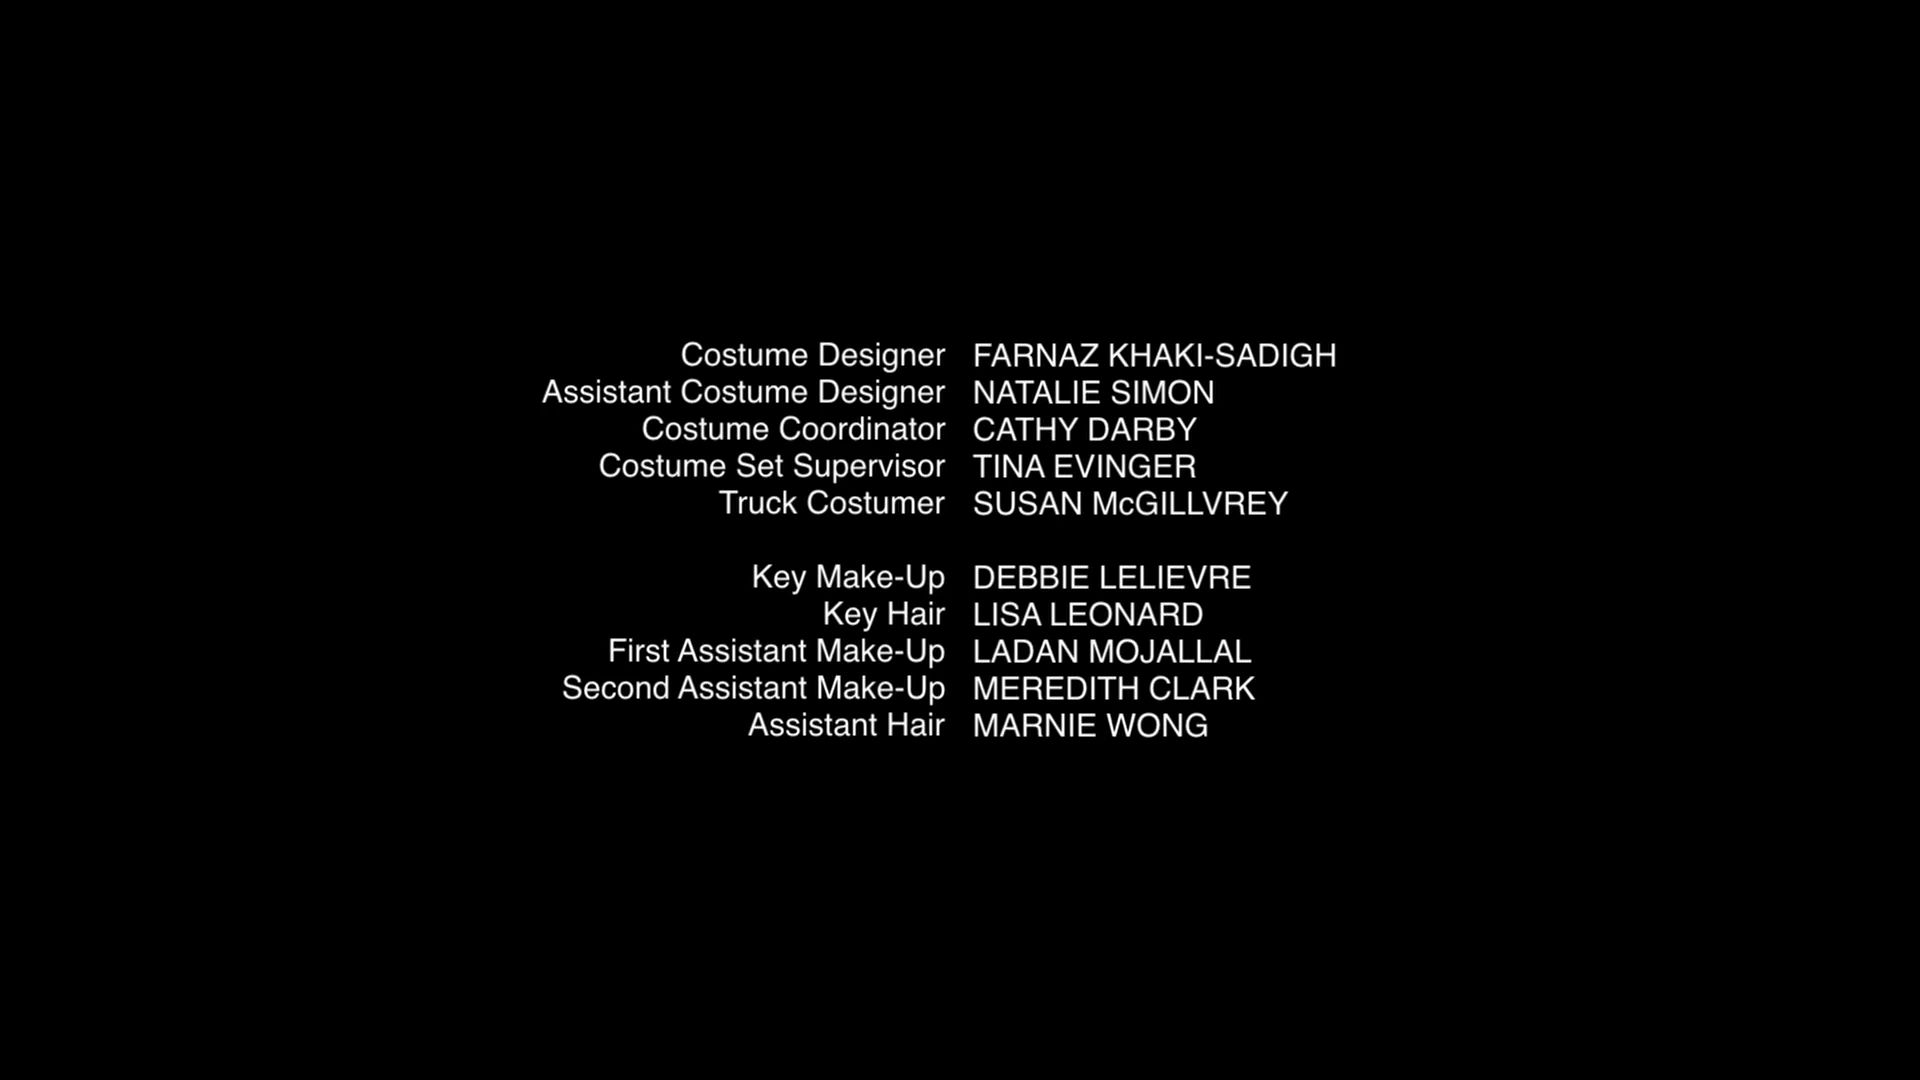 Costume Designer FARNAZ KHAKI-SADIGH
Assistant Costume Designer NATALIE SIMON
Costume Coordinator CATHY DARBY
Costume Set Supervisor TINA EVINGER
Truck Costumer SUSAN McGILLVREY
Key Make-Up DEBBIE LELIEVRE
Key Hair LISA LEONARD
First Assistant Make-Up LADAN MOJALLAL
Second Assistant Make-Up MEREDITH CLARK
Assistant Hair MARNIE WONG